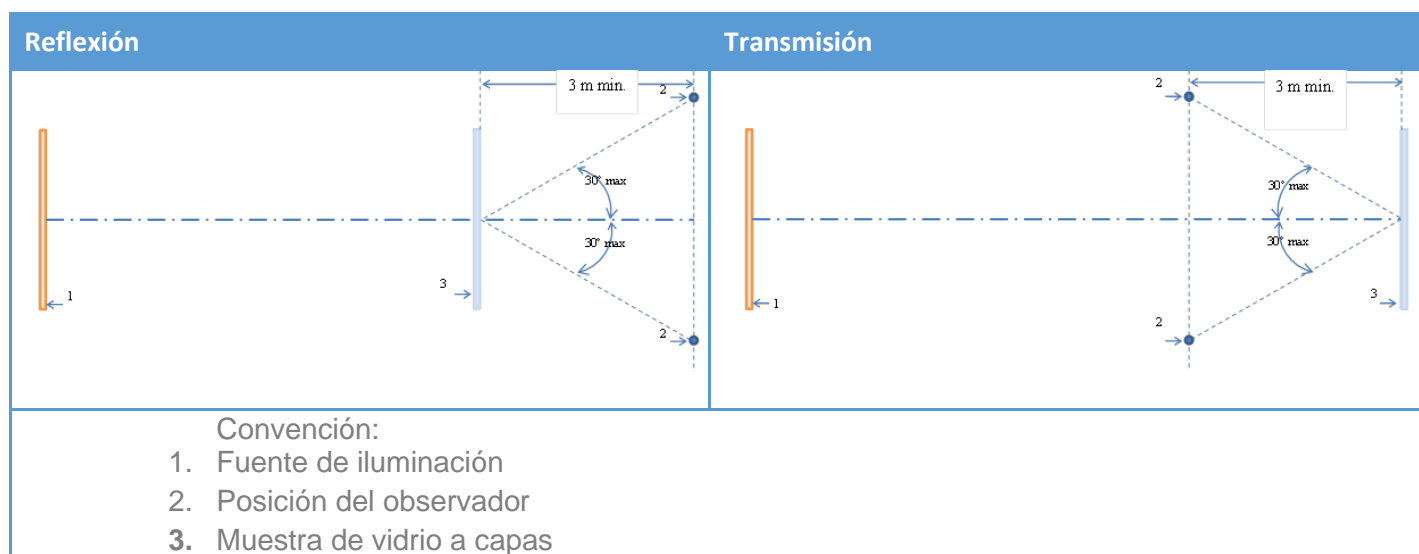 Reflexión
Transmisión
3 m min.
2
30° max
30° max
1
3
2
3 m min.
2
30° max
30° max
1
3
2
Convención:
1. Fuente de iluminación
2. Posición del observador
3. Muestra de vidrio a capas